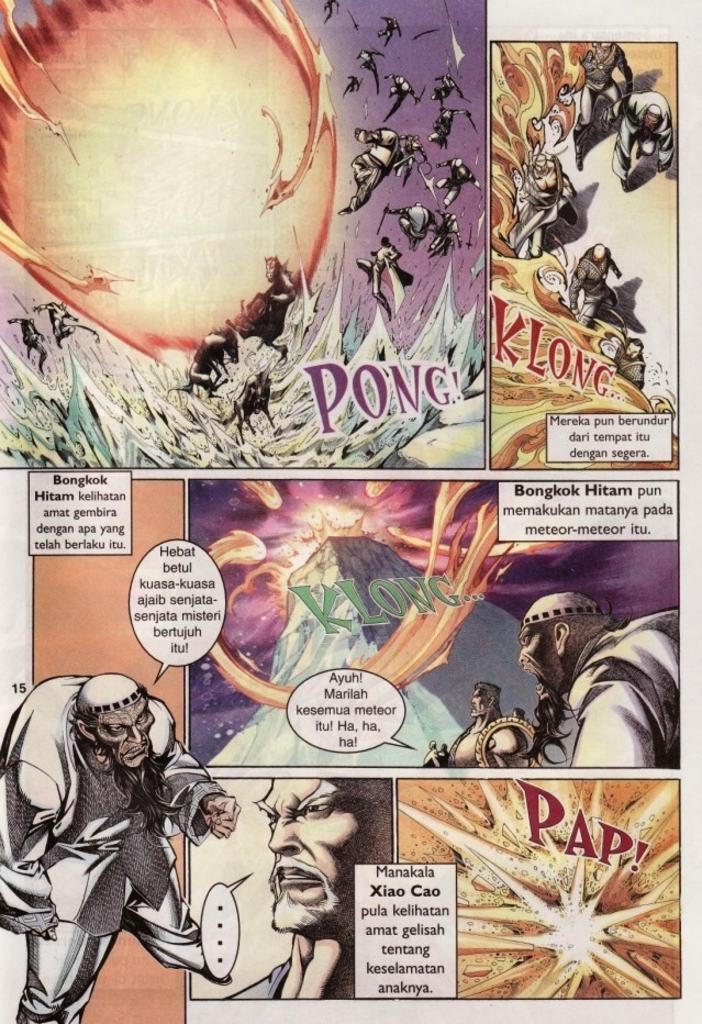 PONG!
KLONG...
Mereka pun berundur
dari tempat itu
dengan segera.
Bongkok
Hitam kelihatan
amat gembira
dengan apa yang
telah berlaku itu.
Hebat
betul
kuasa-kuasa
ajaib senjata-
senjata misteri
bertujuh
itu!
Bongkok Hitam pun
memakukan matanya pada
meteor-meteor itu.
KLONG...
Ayuh!
Marilah
kesemua meteor
itu! Ha, ha,
ha!
15
....
Manakala
Xiao Cao
pula kelihatan
amat gelisah
tentang
keselamatan
anaknya.
PAP!